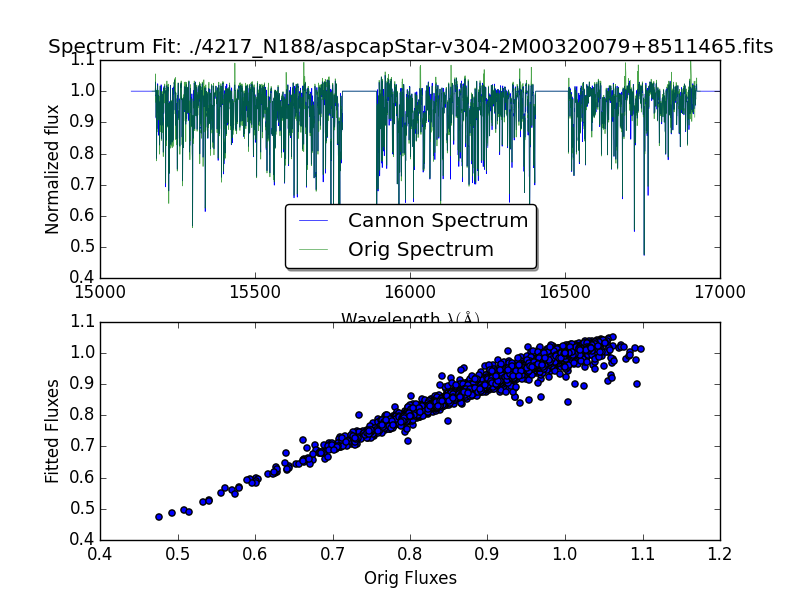 Spectrum Fit: ./4217_N188/aspcapStar-v304-2M00320079+8511465.fits
1.1
1.0
0.9
0.8
0.7
0.6
0.5
0.4
Normalized flux
Cannon Spectrum
Orig Spectrum
15000 15500 16000 16500 17000
Wavelength λ(Å)
1.1
1.0
0.9
0.8
0.7
0.6
0.5
0.4
Fitted Fluxes
0.4 0.5 0.6 0.7 0.8 0.9 1.0 1.1 1.2
Orig Fluxes